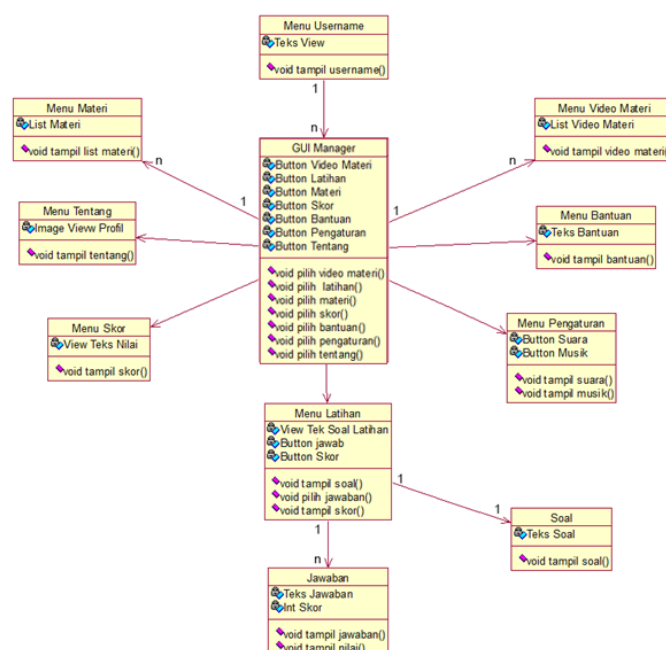 Menu Username
Teks View
void tampil username()
1
n
Menu Materi
List Materi
void tampil list materi()
n
1
Menu Video Materi
List Video Materi
void tampil video materi()
n
1
GUI Manager
Button Video Materi
Button Latihan
Button Materi
Button Skor
Button Bantuan
Button Pengaturan
Button Tentang
void pilih video materi()
void pilih latihan()
void pilih materi()
void pilih skor()
void pilih bantuan()
void pilih pengaturan()
void pilih tentang()
Menu Tentang
Image Vieww Profil
void tampil tentang()
Menu Bantuan
Teks Bantuan
void tampil bantuan()
Menu Skor
View Teks Nilai
void tampil skor()
Menu Pengaturan
Button Suara
Button Musik
void tampil suara()
void tampil musik()
Menu Latihan
View Tek Soal Latihan
Button jawab
Button Skor
void tampil soal()
void pilih jawaban()
void tampil skor()
1
1
Soal
Teks Soal
void tampil soal()
1
n
Jawaban
Teks Jawaban
Int Skor
void tampil jawaban()
void tampil nilai()